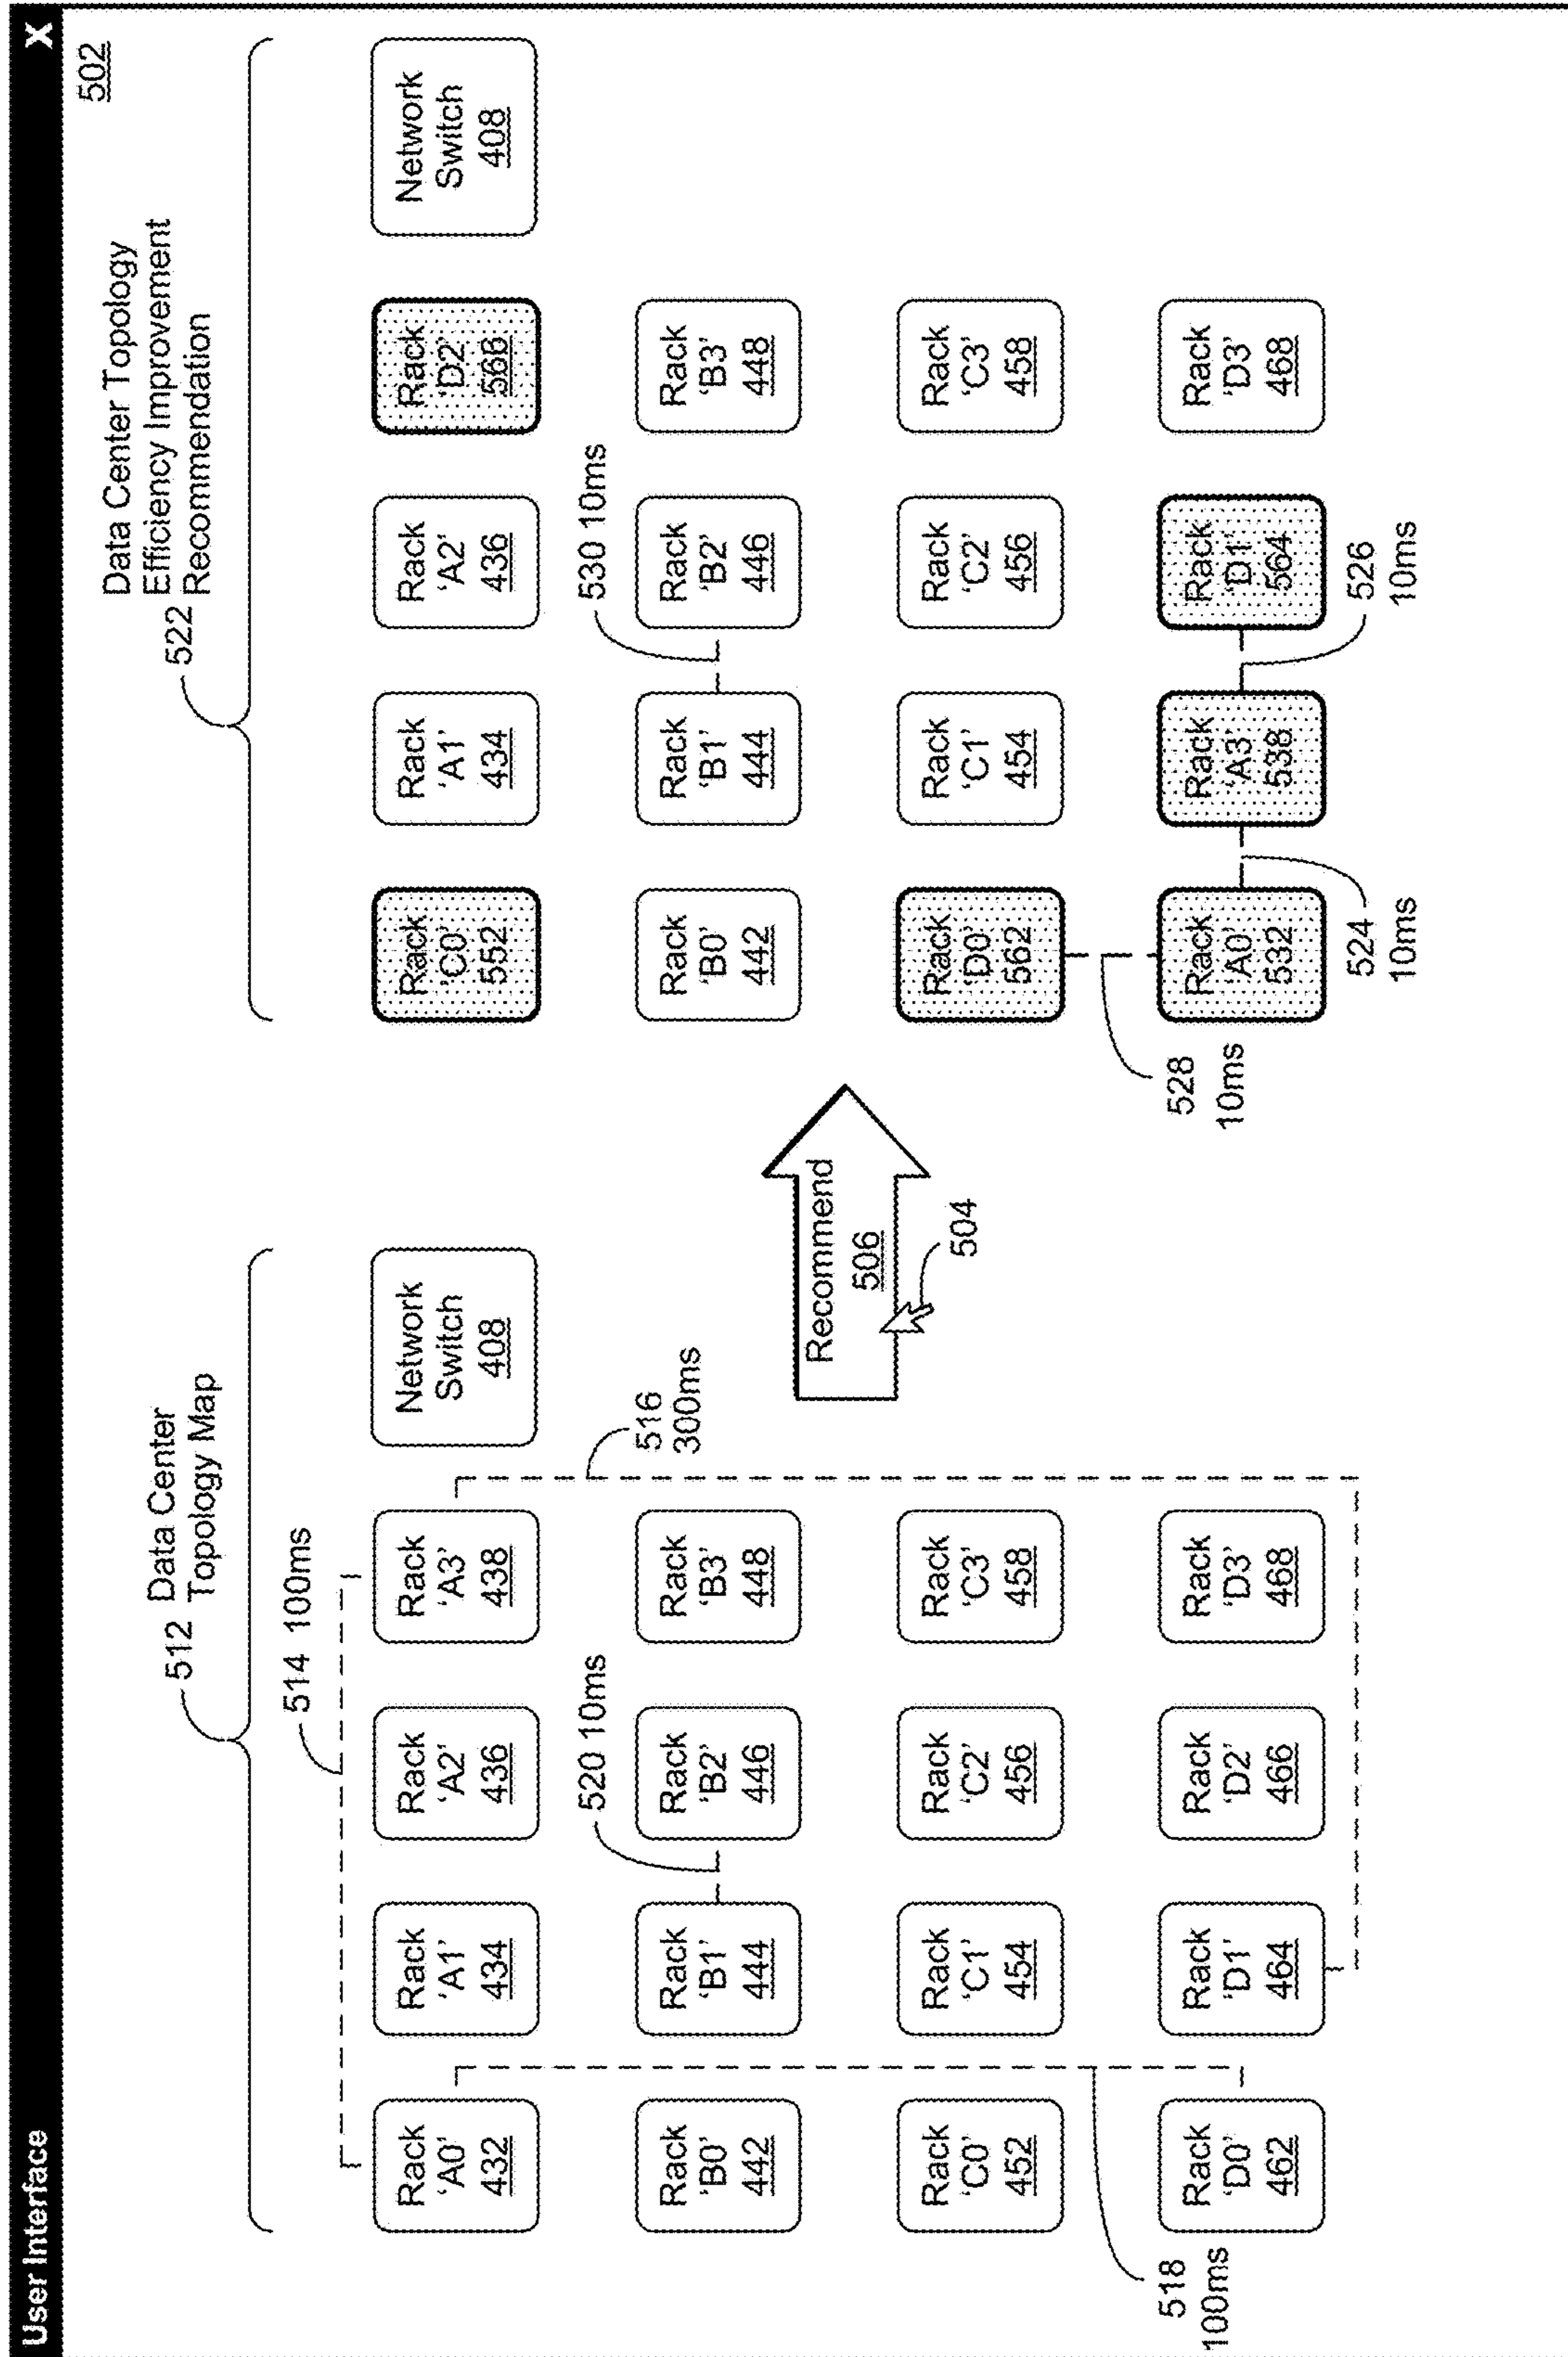 User Interface
X
502
512 Data Center
Topology Map
514 100ms
Rack
'A0'
432
Rack
'A1'
434
Rack
'A2'
436
Rack
'A3'
438
Network
Switch
408
520 10ms
516
300ms
Rack
'B0'
442
Rack
'B1'
444
Rack
'B2'
446
Rack
'B3'
448
Rack
'C0'
452
Rack
'C1'
454
Rack
'C2'
456
Rack
'C3'
458
Rack
'D0'
462
Rack
'D1'
464
Rack
'D2'
466
Rack
'D3'
468
518
100ms
Recommend
506
504
Data Center Topology
Efficiency Improvement
522 Recommendation
Rack
'C0'
552
Rack
'A1'
434
Rack
'A2'
436
Rack
'D2'
566
Network
Switch
408
530 10ms
Rack
'B0'
442
Rack
'B1'
444
Rack
'B2'
446
Rack
'B3'
448
Rack
'D0'
562
Rack
'C1'
454
Rack
'C2'
456
Rack
'C3'
458
528
10ms
Rack
'A0'
532
Rack
'A3'
538
Rack
'D1'
564
Rack
'D3'
468
524
10ms
526
10ms